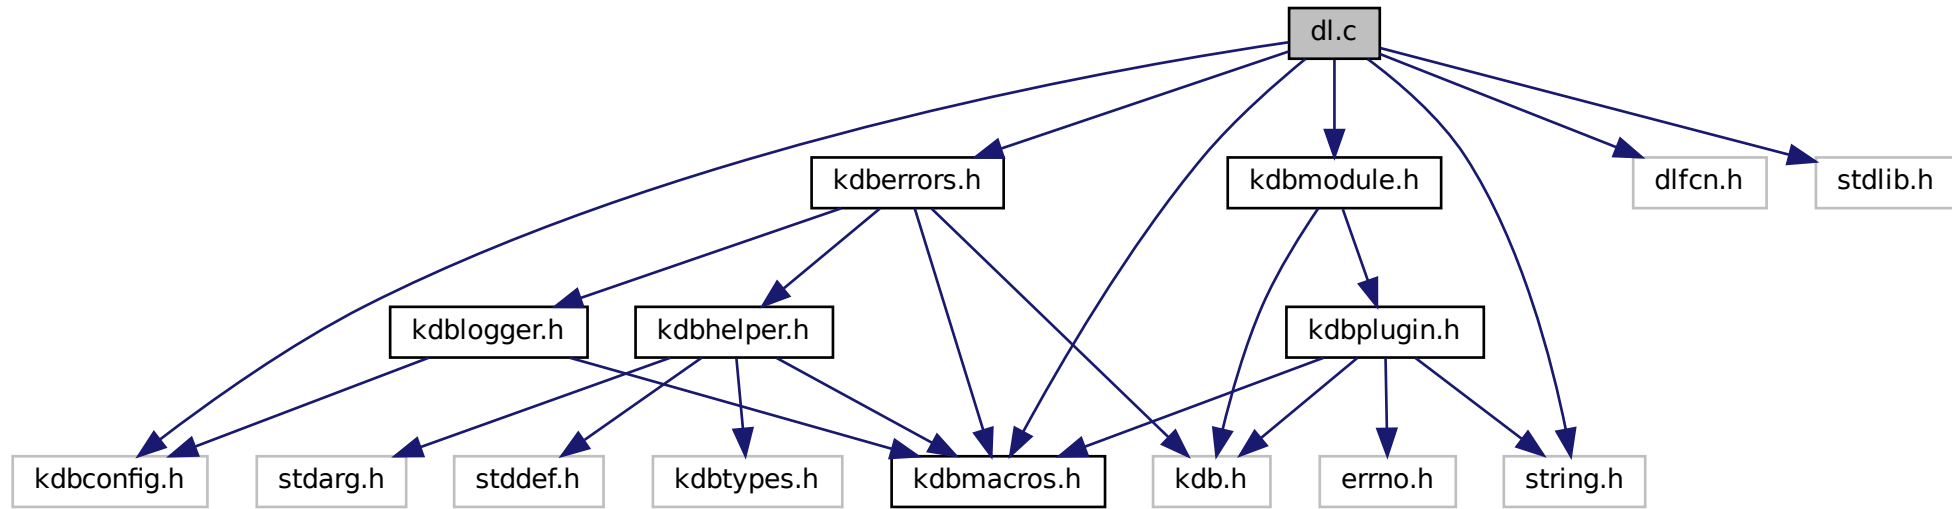 dl.c
kdberrors.h
kdbmodule.h
dlfcn.h
stdlib.h
kdblogger.h
kdbhelper.h
kdbplugin.h
kdbconfig.h
stdarg.h
stddef.h
kdbtypes.h
kdbmacros.h
kdb.h
errno.h
string.h